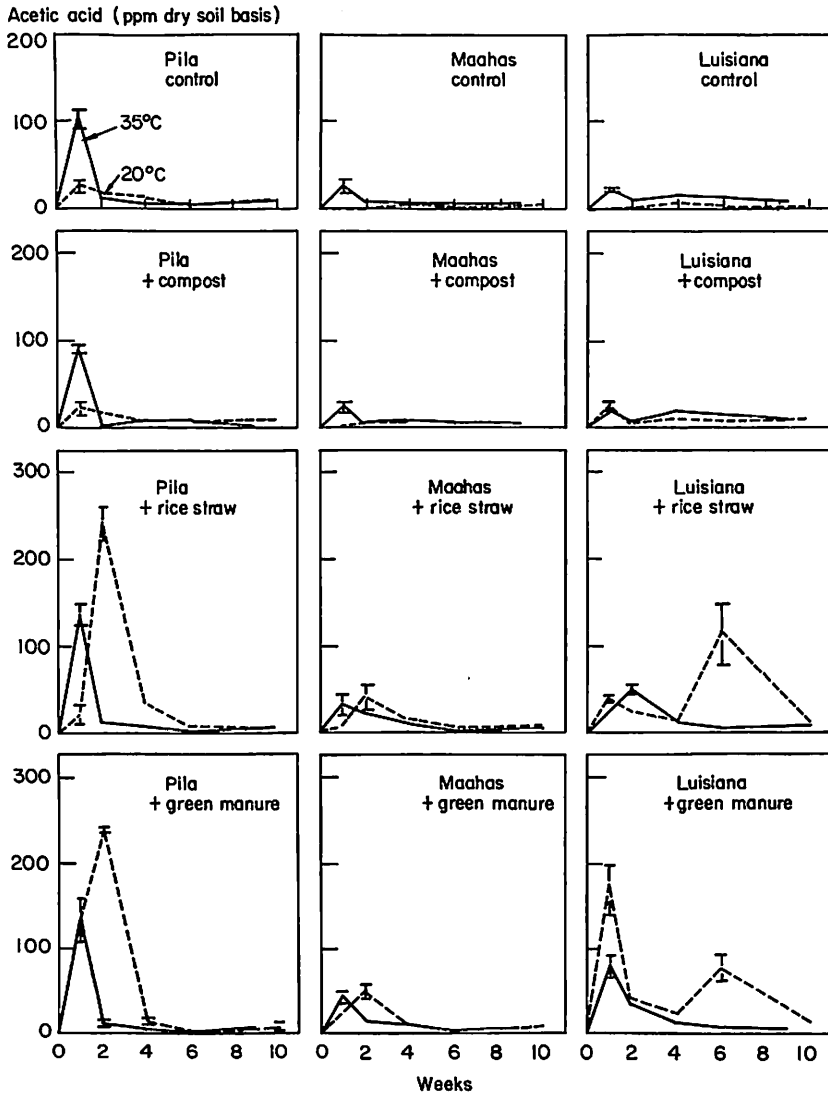 Acetic acid (ppm dry soil basis)
200
100
0
Pila
control
35°C
20°C
Maahas
control
Luisiana
control
200
100
0
Pila
+ compost
Maahas
+ compost
Luisiana
+ compost
300
200
100
0
Pila
+ rice straw
Maahas
+ rice straw
Luisiana
+ rice straw
300
200
100
0
Pila
+ green manure
Maahas
+ green manure
Luisiana
+ green manure
0 2 4 6 8 10
0 2 4 6 8 10
0 2 4 6 8 10
Weeks